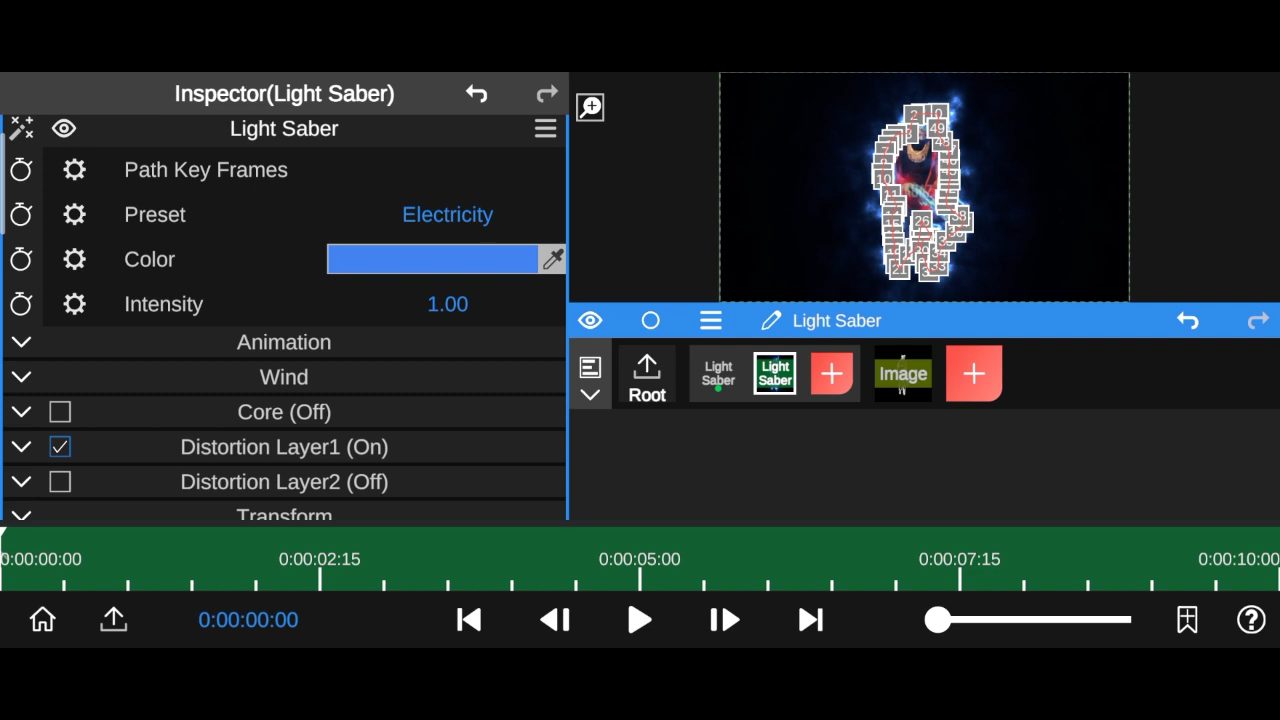 Inspector(Light Saber)
Light Saber
Path Key Frames
Preset
Electricity
Color
Intensity
1.00
Animation
Wind
Core (Off)
Distortion Layer1 (On)
Distortion Layer2 (Off)
Transform
49
10
26
Light Saber
Root
Light
Saber
Light
Saber
Image
0:00:00:00
0:00:02:15
0:00:05:00
0:00:07:15
0:00:10:00
0:00:00:00